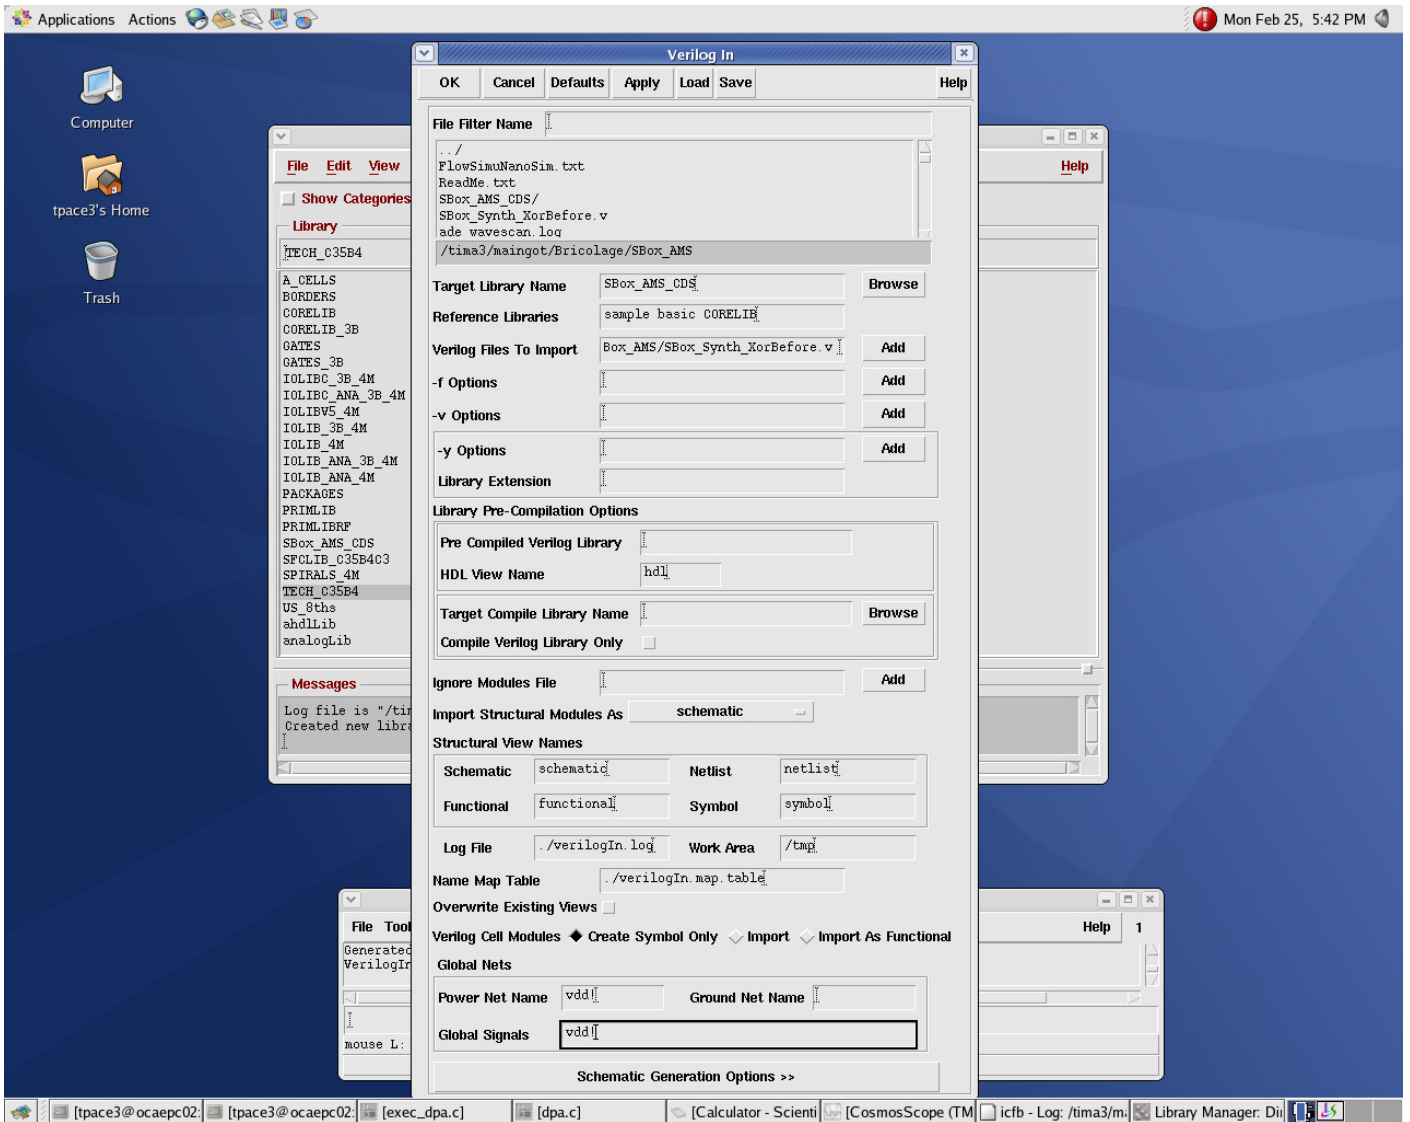 Applications Actions
Mon Feb 25, 5:42 PM
Computer
tpace3's Home
Trash
Verilog In
OK Cancel Defaults Apply Load Save Help
File Filter Name
../
FlowSimuNanoSim.txt
ReadMe.txt
SBox_AMS_CDS/
SBox_Synth_XorBefore.v
ade_wavescan.log
/tima3/maingot/Bricolage/SBox_AMS
Target Library Name SBox_AMS_CDS Browse
Reference Libraries sample basic CORELIB
Verilog Files To Import Box_AMS/SBox_Synth_XorBefore.v Add
-f Options Add
-v Options Add
-y Options Add
Library Extension
Library Pre-Compilation Options
Pre Compiled Verilog Library
HDL View Name hdl
Target Compile Library Name Browse
Compile Verilog Library Only
Ignore Modules File Add
Import Structural Modules As schematic
Structural View Names
Schematic schematic Netlist netlist
Functional functional Symbol symbol
Log File ./verilogIn.log Work Area /tmp
Name Map Table ./verilogIn.map.table
Overwrite Existing Views
Verilog Cell Modules Create Symbol Only Import Import As Functional
Global Nets
Power Net Name vdd! Ground Net Name
Global Signals vdd!
Schematic Generation Options >>
File Edit View Help
Show Categories
Library
TECH_C35B4
A_CELLS
BORDERS
CORELIB
CORELIB_3B
GATES
GATES_3B
IOLIBC_3B_4M
IOLIBC_ANA_3B_4M
IOLIBV5_4M
IOLIB_3B_4M
IOLIB_4M
IOLIB_ANA_3B_4M
IOLIB_ANA_4M
PACKAGES
PRIMLIB
PRIMLIBRF
SBox_AMS_CDS
SFCLIB_C35B4C3
SPIRALS_4M
TECH_C35B4
US_8ths
ahdlLib
analogLib
Messages
Log file is "/tim
Created new libra
File Tool Help 1
Generated
VerilogIn
mouse L:
[tpace3@ocaepc02: [tpace3@ocaepc02: [exec_dpa.c] [dpa.c] [Calculator - Scienti [CosmosScope (TM icfb - Log: /tima3/m Library Manager: Dir